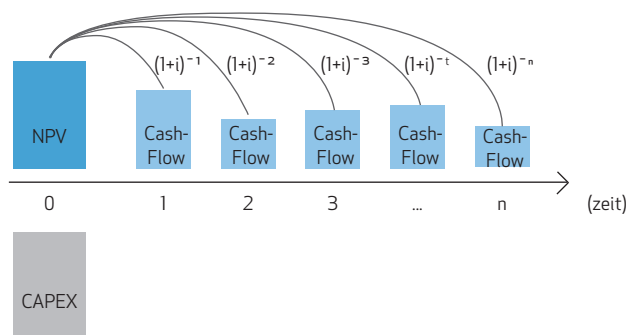 (1+i)⁻¹ (1+i)⁻² (1+i)⁻³ (1+i)⁻ᵗ (1+i)⁻ⁿ
NPV
Cash-
Flow
Cash-
Flow
Cash-
Flow
Cash-
Flow
Cash-
Flow
0 1 2 3 ... n (zeit)
CAPEX